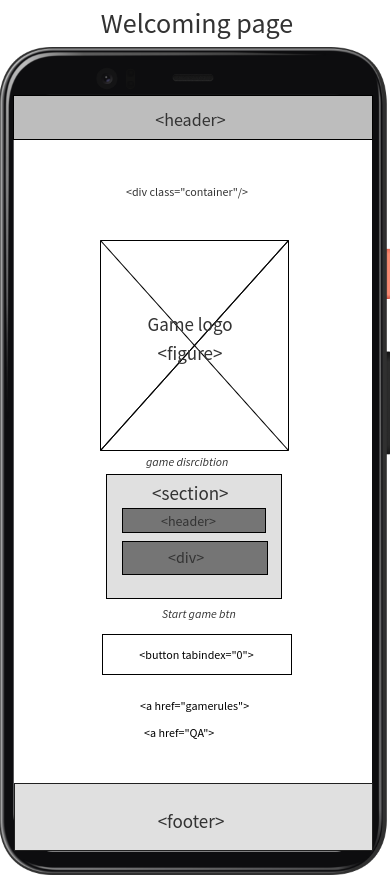 Welcoming page
<header>
<div class="container"/>
Game logo
<figure>
game disrcibtion
<section>
<header>
<div>
Start game btn
<button tabindex="0">
<a href="gamerules">
<a href="QA">
<footer>